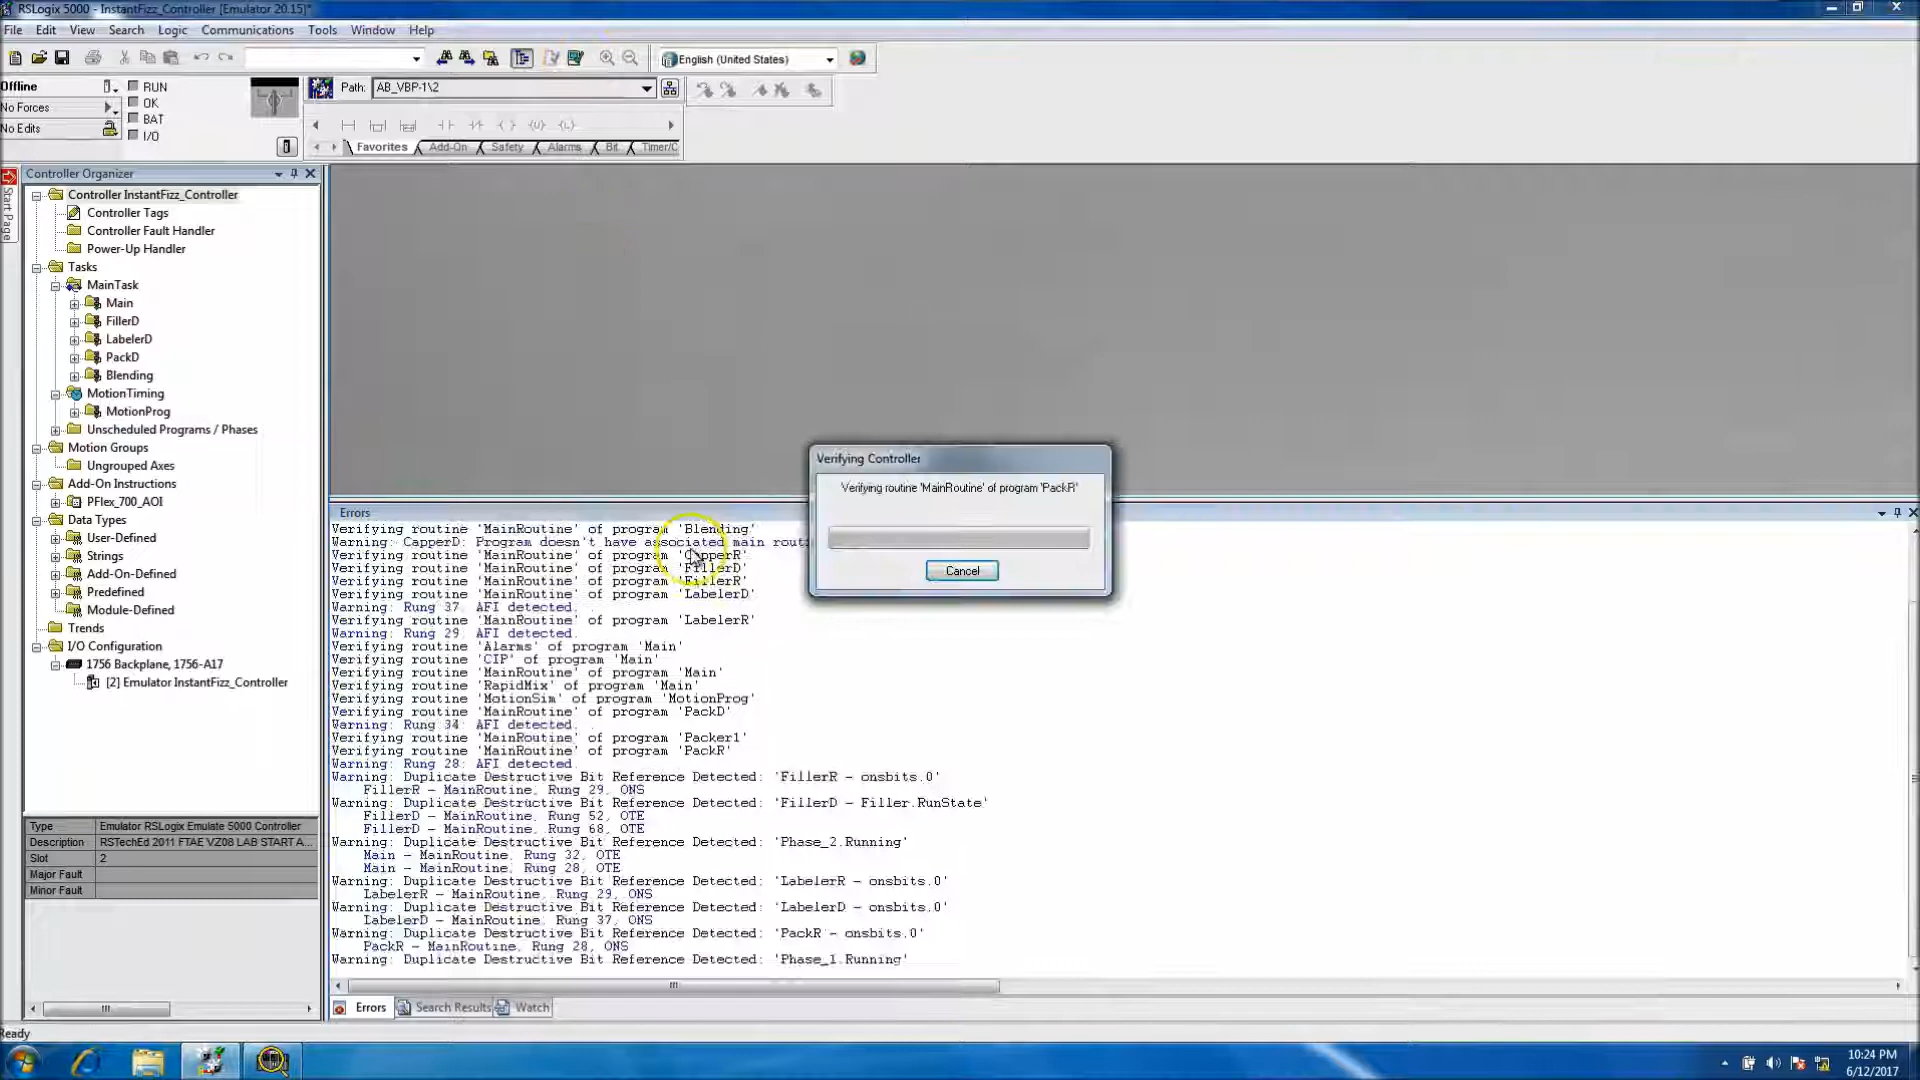 RSLogix 5000 - InstantFizz_Controller [Emulator 20.15]*
File Edit View Search Logic Communications Tools Window Help
English (United States)
Offline
RUN
No Forces
OK
No Edits
BAT
I/O
Path: AB_VBP-1\2
Favorites Add-On Safety Alarms Bit Timer/C
Start Page
Controller Organizer
Controller InstantFizz_Controller
Controller Tags
Controller Fault Handler
Power-Up Handler
Tasks
MainTask
Main
FillerD
LabelerD
PackD
Blending
MotionTiming
MotionProg
Unscheduled Programs / Phases
Motion Groups
Ungrouped Axes
Add-On Instructions
PFlex_700_AOI
Data Types
User-Defined
Strings
Add-On-Defined
Predefined
Module-Defined
Trends
I/O Configuration
1756 Backplane, 1756-A17
[2] Emulator InstantFizz_Controller
Type Emulator RSLogix Emulate 5000 Controller
Description RSTechEd 2011 FTAE VZ08 LAB START A...
Slot 2
Major Fault
Minor Fault
Verifying Controller
Verifying routine 'MainRoutine' of program 'PackR'
Cancel
Errors
Verifying routine 'MainRoutine' of program 'Blending'
Warning: CapperD: Program doesn't have associated main routi
Verifying routine 'MainRoutine' of program 'CapperR'
Verifying routine 'MainRoutine' of program 'FillerD'
Verifying routine 'MainRoutine' of program 'FillerR'
Verifying routine 'MainRoutine' of program 'LabelerD'
Warning: Rung 37, AFI detected.
Verifying routine 'MainRoutine' of program 'LabelerR'
Warning: Rung 29: AFI detected.
Verifying routine 'Alarms' of program 'Main'
Verifying routine 'CIP' of program 'Main'
Verifying routine 'MainRoutine' of program 'Main'
Verifying routine 'RapidMix' of program 'Main'
Verifying routine 'MotionSim' of program 'MotionProg'
Verifying routine 'MainRoutine' of program 'PackD'
Warning: Rung 34: AFI detected.
Verifying routine 'MainRoutine' of program 'Packer1'
Verifying routine 'MainRoutine' of program 'PackR'
Warning: Rung 28: AFI detected.
Warning: Duplicate Destructive Bit Reference Detected: 'FillerR - onsbits.0'
FillerR - MainRoutine, Rung 29, ONS
Warning: Duplicate Destructive Bit Reference Detected: 'FillerD - Filler.RunState'
FillerD - MainRoutine, Rung 52, OTE
FillerD - MainRoutine, Rung 68, OTE
Warning: Duplicate Destructive Bit Reference Detected: 'Phase_2.Running'
Main - MainRoutine, Rung 32, OTE
Main - MainRoutine, Rung 28, OTE
Warning: Duplicate Destructive Bit Reference Detected: 'LabelerR - onsbits.0'
LabelerR - MainRoutine, Rung 29, ONS
Warning: Duplicate Destructive Bit Reference Detected: 'LabelerD - onsbits.0'
LabelerD - MainRoutine, Rung 37, ONS
Warning: Duplicate Destructive Bit Reference Detected: 'PackR - onsbits.0'
PackR - MainRoutine, Rung 28, ONS
Warning: Duplicate Destructive Bit Reference Detected: 'Phase_1.Running'
Errors Search Results Watch
Ready
10:24 PM
6/12/2017